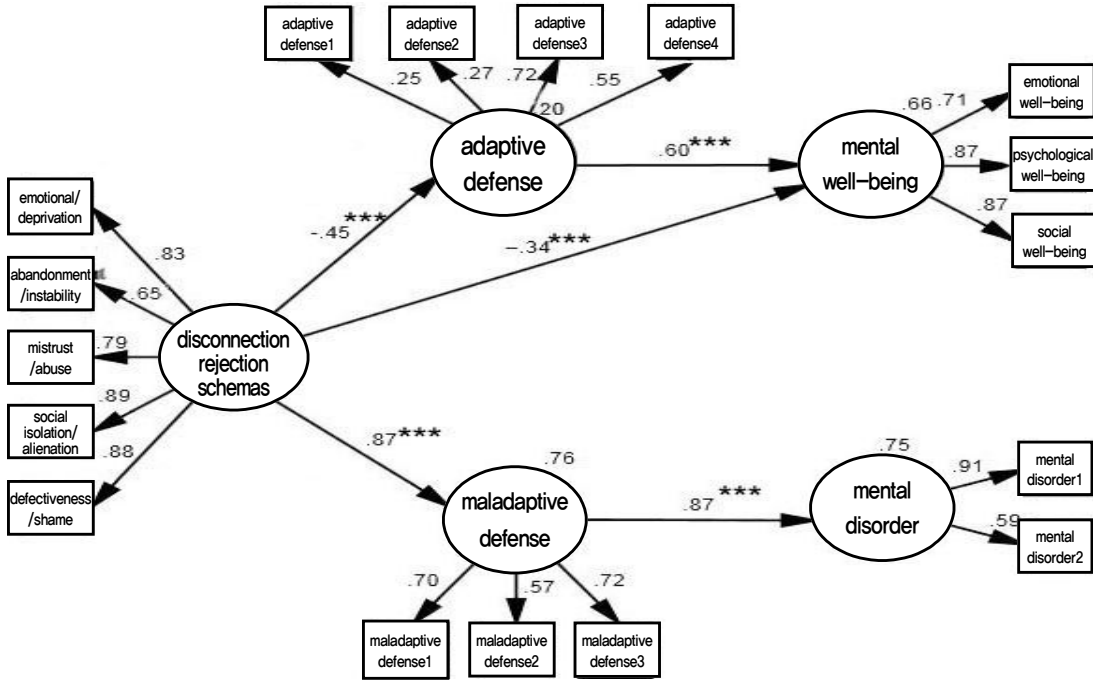 adaptive
defense1
adaptive
defense2
adaptive
defense3
adaptive
defense4
.25
.27
.72
.55
.20
adaptive
defense
.60***
mental
well-being
.66
.71
.87
.87
emotional
well-being
psychological
well-being
social
well-being
emotional/
deprivation
abandonment
/instability
mistrust
/abuse
social
isolation/
alienation
defectiveness
/shame
.83
.65
.79
.89
.88
disconnection
rejection
schemas
-.45***
-.34***
.87***
.76
maladaptive
defense
.87***
.75
mental
disorder
.91
.59
mental
disorder1
mental
disorder2
.70
.57
.72
maladaptive
defense1
maladaptive
defense2
maladaptive
defense3